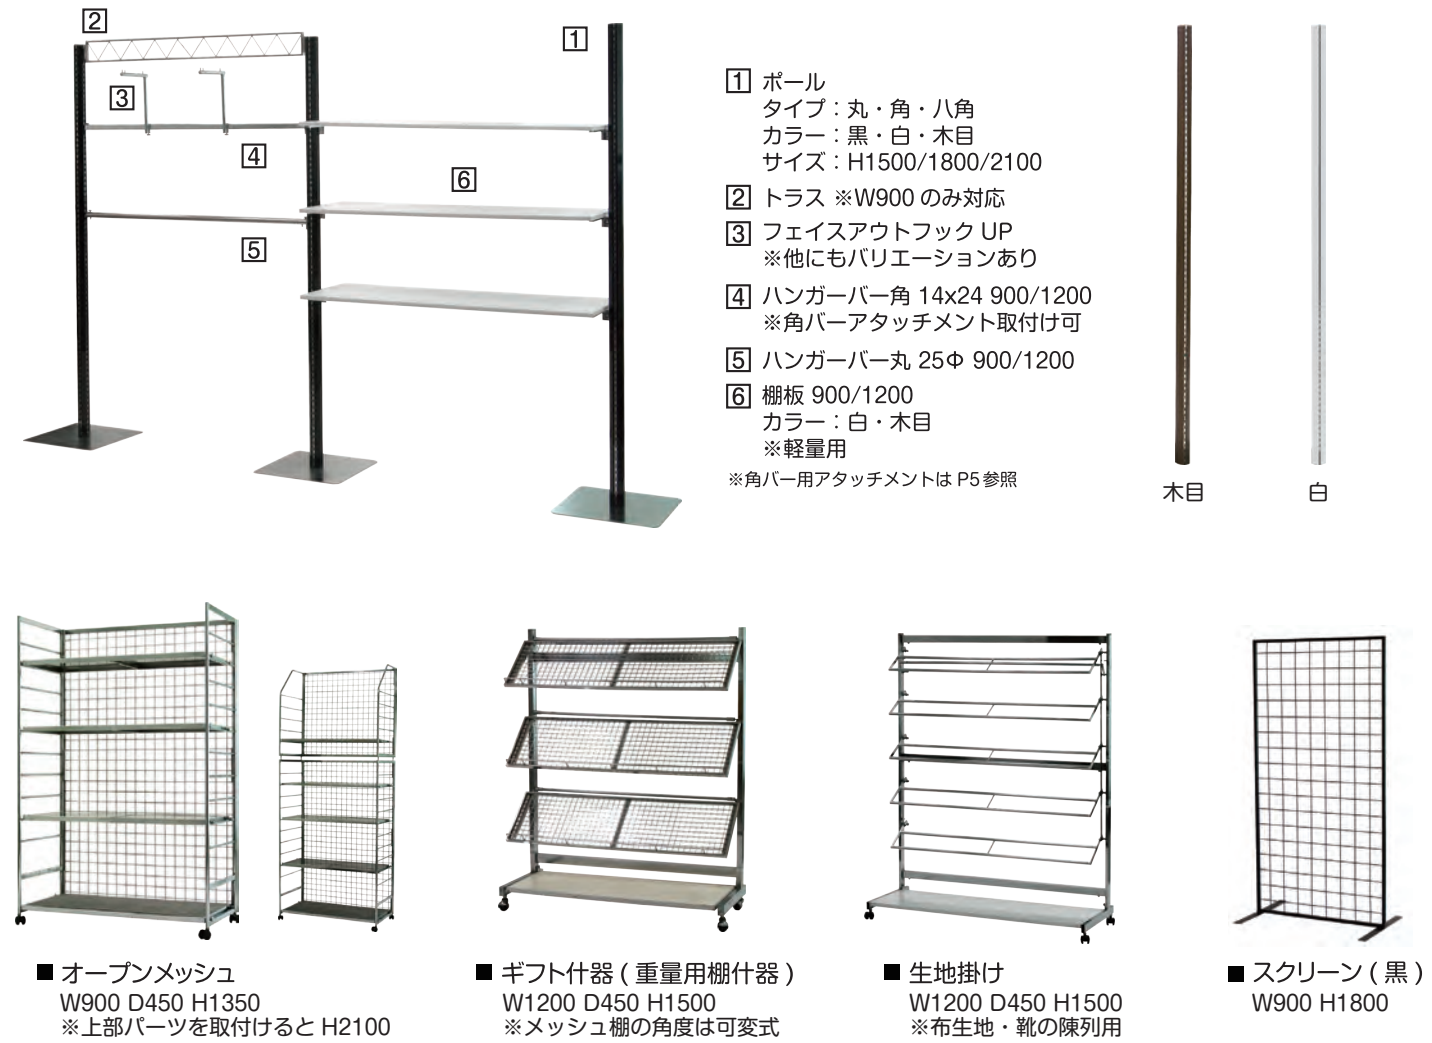 2
1
3
4
6
5
1 ポール
タイプ：丸・角・八角
カラー：黒・白・木目
サイズ：H1500/1800/2100
2 トラス ※W900 のみ対応
3 フェイスアウトフック UP
※他にもバリエーションあり
4 ハンガーバー角 14x24 900/1200
※角バーアタッチメント取付け可
5 ハンガーバー丸 25Φ 900/1200
6 棚板 900/1200
カラー：白・木目
※軽量用
※角バー用アタッチメントは P5 参照
木目
白
■ オープンメッシュ
W900 D450 H1350
※上部パーツを取付けると H2100
■ ギフト什器 ( 重量用棚什器 )
W1200 D450 H1500
※メッシュ棚の角度は可変式
■ 生地掛け
W1200 D450 H1500
※布生地・靴の陳列用
■ スクリーン ( 黒 )
W900 H1800